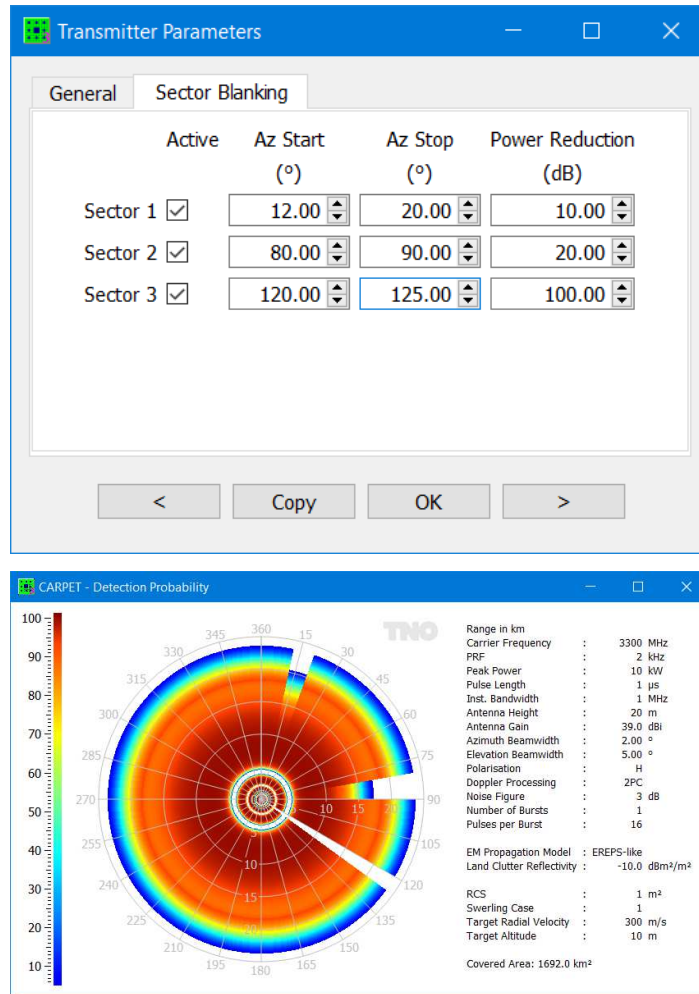 Transmitter Parameters
General Sector Blanking
Active Az Start Az Stop Power Reduction
(°) (°) (dB)
Sector 1 12.00 20.00 10.00
Sector 2 80.00 90.00 20.00
Sector 3 120.00 125.00 100.00
< Copy OK >
CARPET - Detection Probability
100
90
80
70
60
50
40
30
20
10
360
15
30
45
60
75
90
105
120
135
150
165
180
195
210
225
240
255
270
285
300
315
330
345
5 10 15 20
5
10
15
20
TNO
Range in km
Carrier Frequency : 3300 MHz
PRF : 2 kHz
Peak Power : 10 kW
Pulse Length : 1 µs
Inst. Bandwidth : 1 MHz
Antenna Height : 20 m
Antenna Gain : 39.0 dBi
Azimuth Beamwidth : 2.00 °
Elevation Beamwidth : 5.00 °
Polarisation : H
Doppler Processing : 2PC
Noise Figure : 3 dB
Number of Bursts : 1
Pulses per Burst : 16
EM Propagation Model : EREPS-like
Land Clutter Reflectivity : -10.0 dBm²/m²
RCS : 1 m²
Swerling Case : 1
Target Radial Velocity : 300 m/s
Target Altitude : 10 m
Covered Area: 1692.0 km²